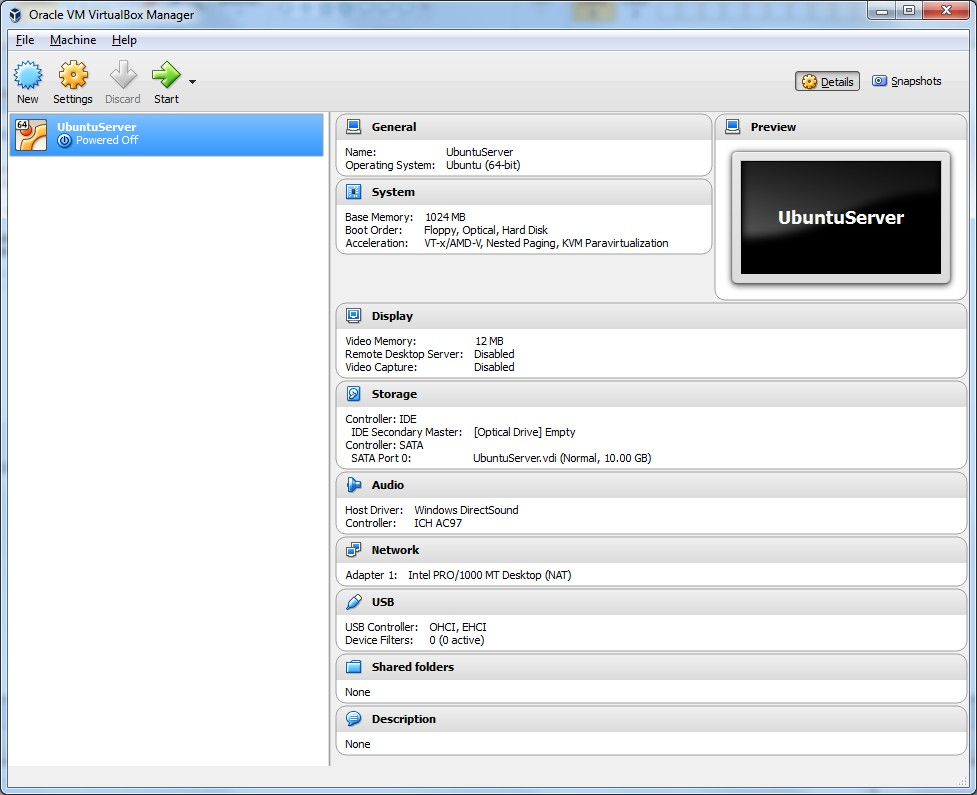 Oracle VM VirtualBox Manager
File Machine Help
New Settings Discard Start Details Snapshots
64 UbuntuServer
Powered Off
General
Name: UbuntuServer
Operating System: Ubuntu (64-bit)
System
Base Memory: 1024 MB
Boot Order: Floppy, Optical, Hard Disk
Acceleration: VT-x/AMD-V, Nested Paging, KVM Paravirtualization
Preview
UbuntuServer
Display
Video Memory: 12 MB
Remote Desktop Server: Disabled
Video Capture: Disabled
Storage
Controller: IDE
IDE Secondary Master: [Optical Drive] Empty
Controller: SATA
SATA Port 0: UbuntuServer.vdi (Normal, 10.00 GB)
Audio
Host Driver: Windows DirectSound
Controller: ICH AC97
Network
Adapter 1: Intel PRO/1000 MT Desktop (NAT)
USB
USB Controller: OHCI, EHCI
Device Filters: 0 (0 active)
Shared folders
None
Description
None